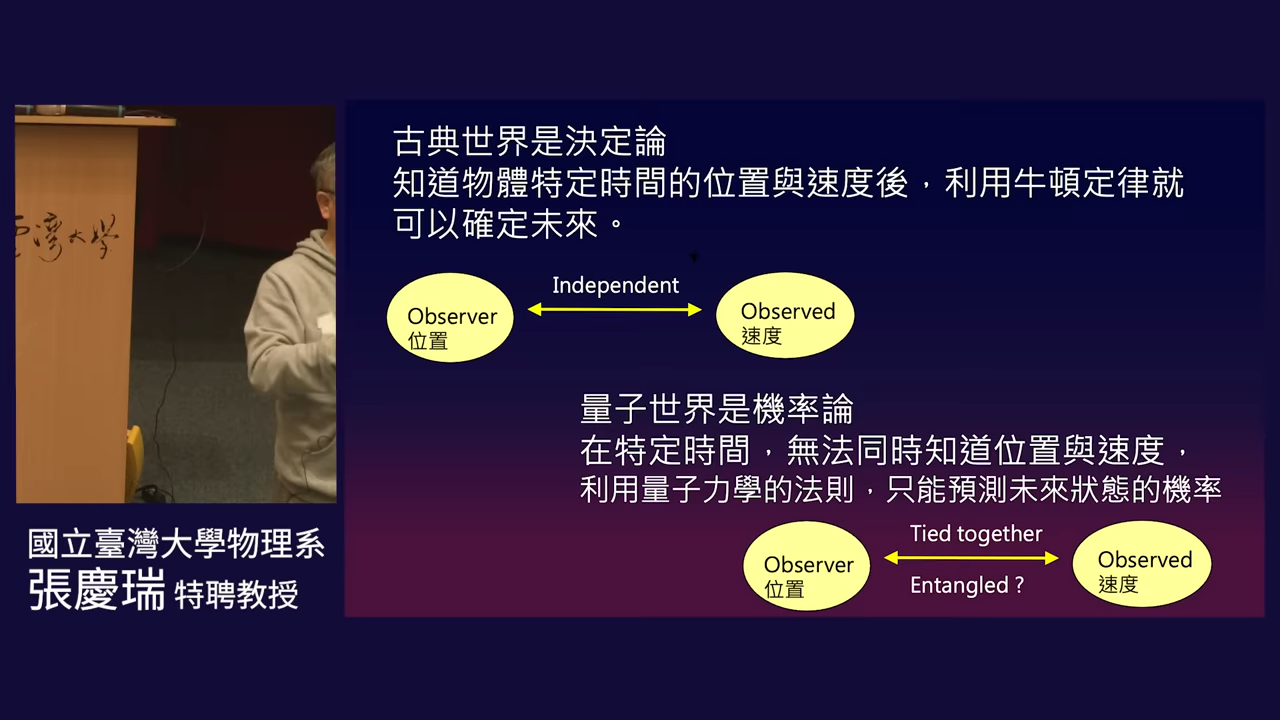 古典世界是決定論
知道物體特定時間的位置與速度後，利用牛頓定律就
可以確定未來。
Independent
Observer
位置
Observed
速度
量子世界是機率論
在特定時間，無法同時知道位置與速度，
利用量子力學的法則，只能預測未來狀態的機率
Tied together
Observer
位置
Observed
速度
Entangled ?
灣大學
國立臺灣大學物理系
張慶瑞 特聘教授